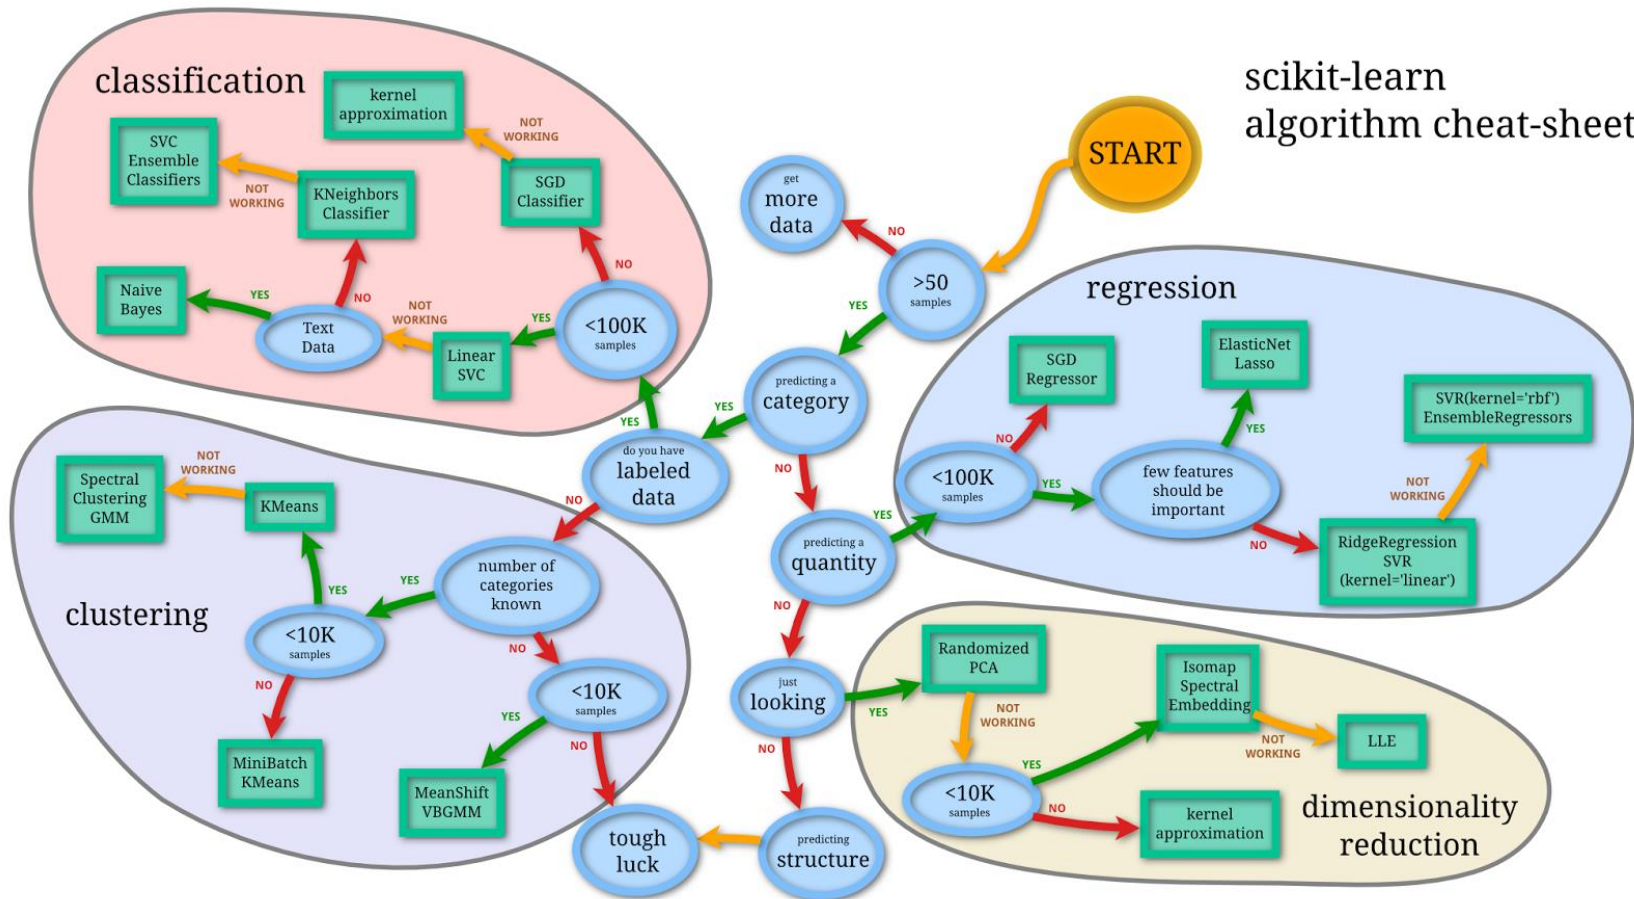 scikit-learn
algorithm cheat-sheet
START
get
more
data
NO
>50
samples
YES
predicting a
category
YES
NO
do you have
labeled
data
YES
NO
predicting a
quantity
YES
NO
just
looking
YES
NO
predicting
structure
tough
luck
classification
kernel
approximation
NOT
WORKING
SVC
Ensemble
Classifiers
NOT
WORKING
KNeighbors
Classifier
SGD
Classifier
NO
Naive
Bayes
YES
NO
Text
Data
NOT
WORKING
Linear
SVC
YES
<100K
samples
regression
SGD
Regressor
NO
<100K
samples
YES
ElasticNet
Lasso
YES
few features
should be
important
NO
SVR(kernel='rbf')
EnsembleRegressors
NOT
WORKING
RidgeRegression
SVR
(kernel='linear')
clustering
Spectral
Clustering
GMM
NOT
WORKING
KMeans
YES
<10K
samples
NO
MiniBatch
KMeans
YES
number of
categories
known
NO
<10K
samples
YES
NO
MeanShift
VBGMM
dimensionality
reduction
Randomized
PCA
NOT
WORKING
<10K
samples
YES
NO
Isomap
Spectral
Embedding
NOT
WORKING
LLE
kernel
approximation